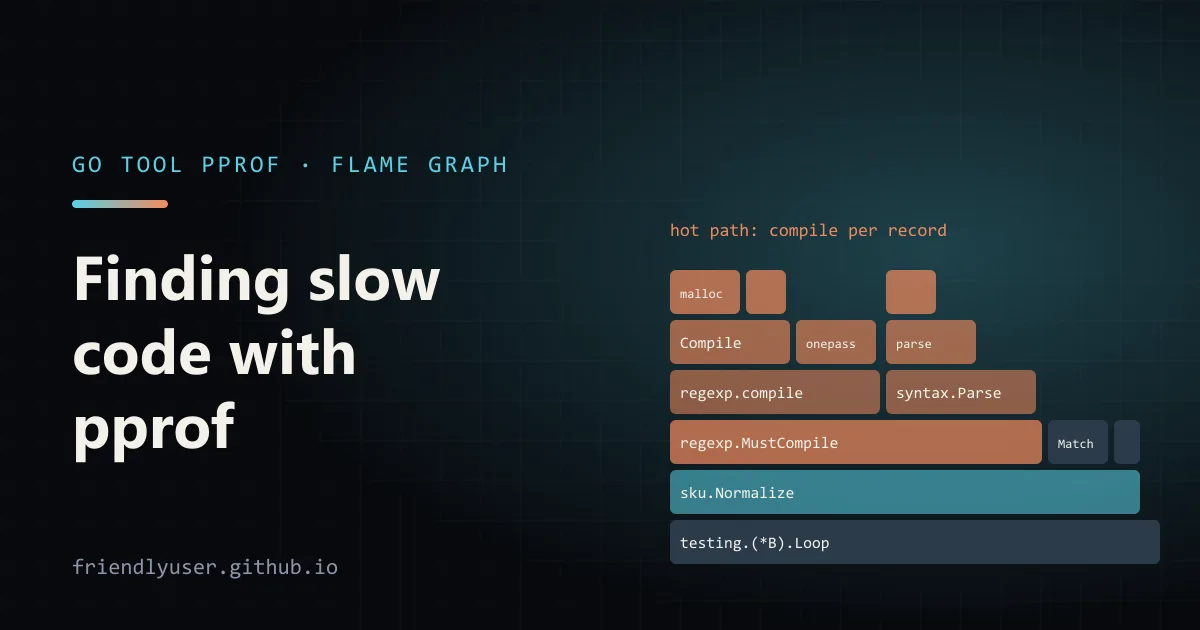 GO TOOL PPROF · FLAME GRAPH
Finding slow
code with
pprof
friendlyuser.github.io
hot path: compile per record
malloc
Compile onepass parse
regexp.compile syntax.Parse
regexp.MustCompile Match
sku.Normalize
testing.(*B).Loop